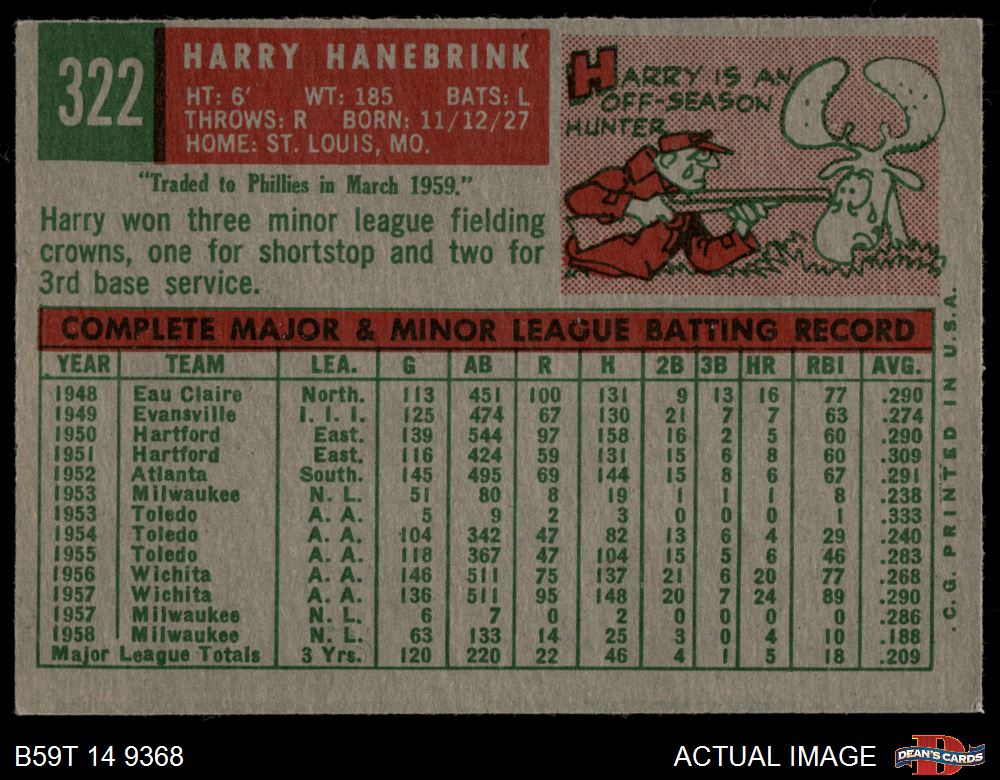 322
HARRY HANEBRINK
HT: 6' WT: 185 BATS: L
THROWS: R BORN: 11/12/27
HOME: ST. LOUIS, MO.
HARRY IS AN
OFF-SEASON
HUNTER
"Traded to Phillies in March 1959."
Harry won three minor league fielding
crowns, one for shortstop and two for
3rd base service.
COMPLETE MAJOR & MINOR LEAGUE BATTING RECORD
YEAR TEAM LEA. G AB R H 2B 3B HR RBI AVG.
1948 Eau Claire North. 113 451 100 131 9 13 16 77 .290
1949 Evansville I. I. I. 125 474 67 130 21 7 7 63 .274
1950 Hartford East. 139 544 97 158 16 2 5 60 .290
1951 Hartford East. 116 424 59 131 15 6 8 60 .309
1952 Atlanta South. 145 495 69 144 15 8 6 67 .291
1953 Milwaukee N. L. 51 80 8 19 1 1 1 8 .238
1953 Toledo A. A. 5 9 2 3 0 0 0 1 .333
1954 Toledo A. A. 104 342 47 82 13 6 4 29 .240
1955 Toledo A. A. 118 367 47 104 15 5 6 46 .283
1956 Wichita A. A. 146 511 75 137 21 6 20 77 .268
1957 Wichita A. A. 136 511 95 148 20 7 24 89 .290
1957 Milwaukee N. L. 6 7 0 2 0 0 0 0 .286
1958 Milwaukee N. L. 63 133 14 25 3 0 4 10 .188
Major League Totals 3 Yrs. 120 220 22 46 4 1 5 18 .209
.C.G. PRINTED IN U.S.A.
B59T 14 9368
ACTUAL IMAGE
D
DEAN'S CARDS